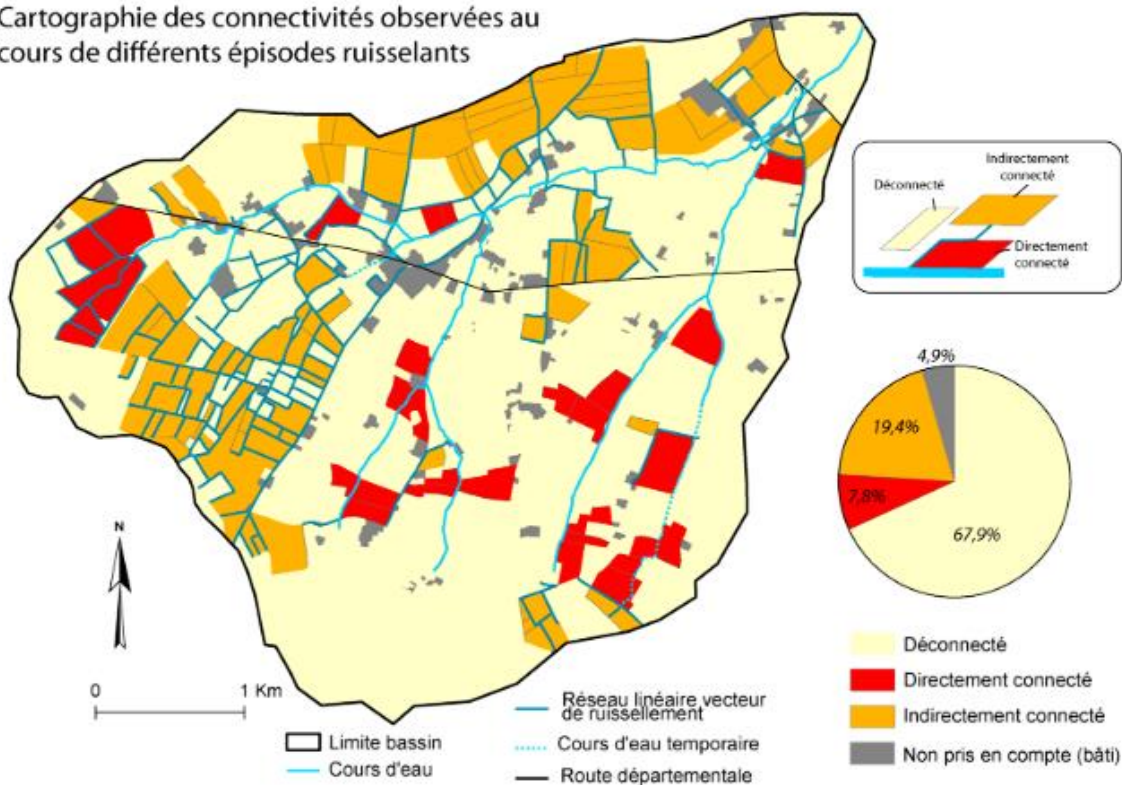 Cartographie des connectivités observées au
cours de différents épisodes ruisselants
Indirectement
connecté
Déconnecté
Directement
connecté
4,9%
19,4%
7,8%
67,9%
N
0 1 Km
Limite bassin
Cours d'eau
Réseau linéaire vecteur
de ruissellement
Cours d'eau temporaire
Route départementale
Déconnecté
Directement connecté
Indirectement connecté
Non pris en compte (bâti)